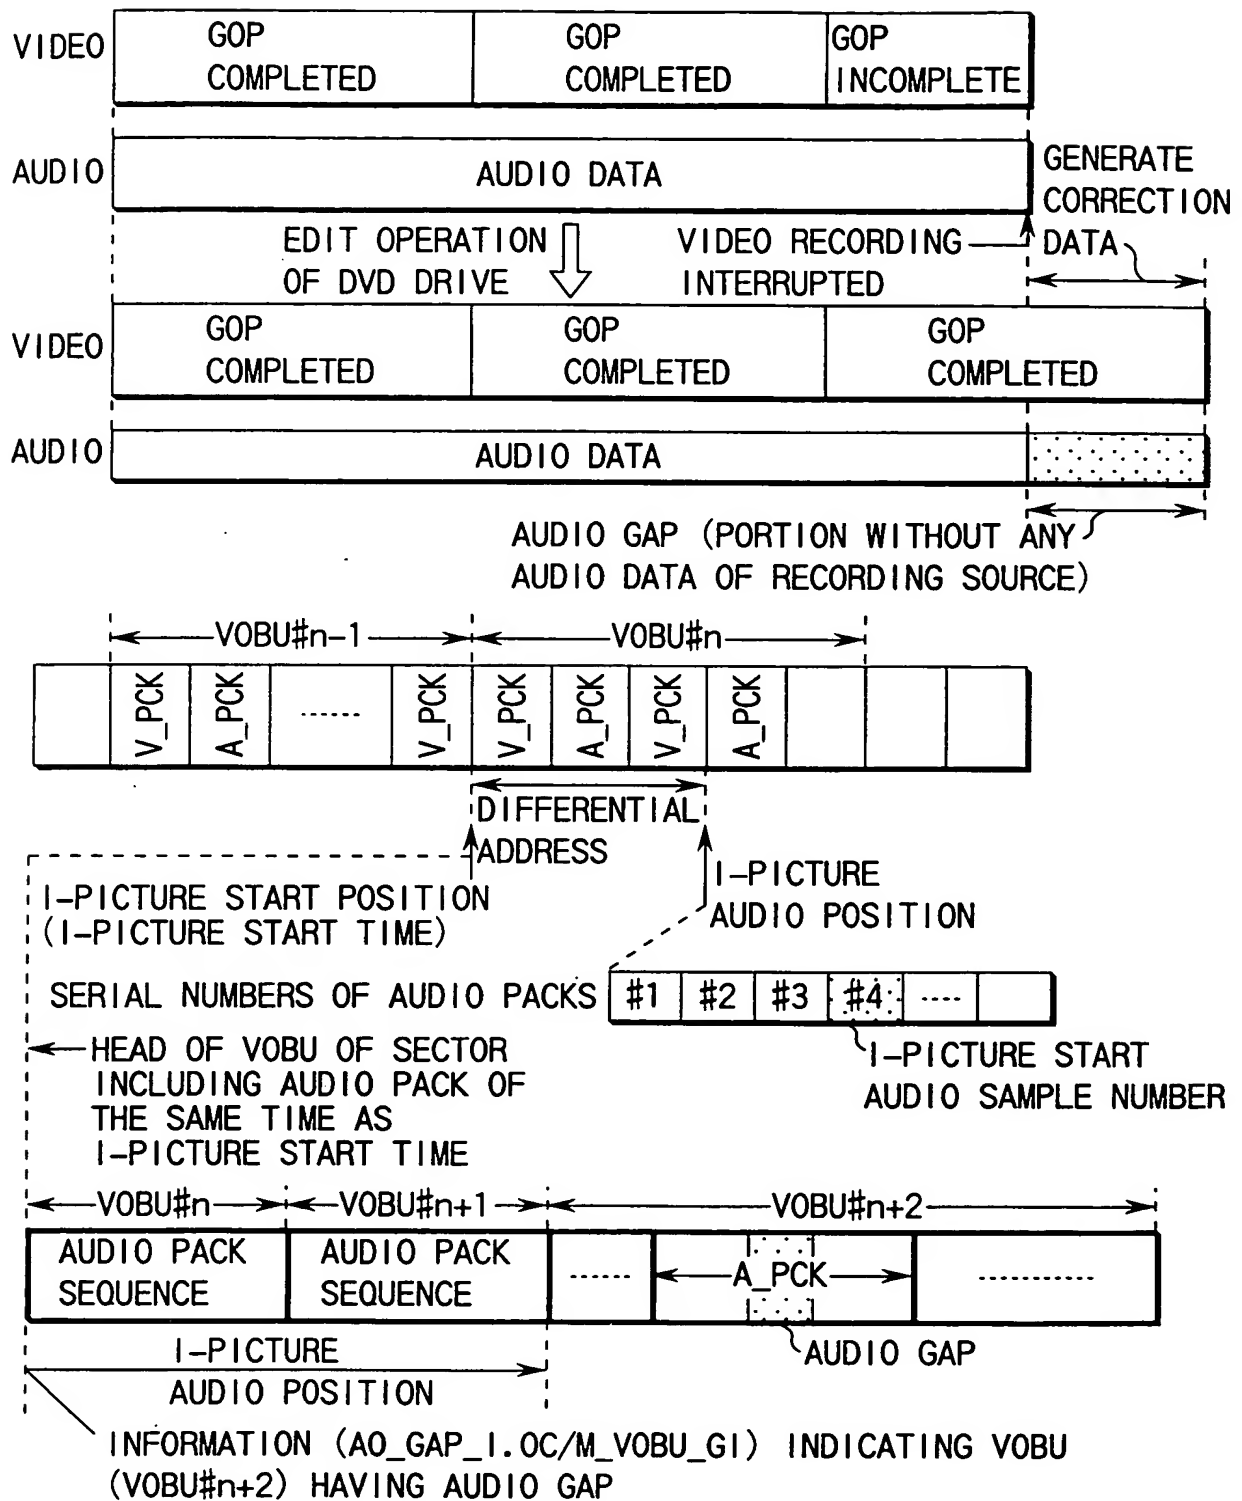 VIDEO
GOP COMPLETED
GOP COMPLETED
GOP INCOMPLETE
AUDIO
AUDIO DATA
GENERATE
CORRECTION
DATA
EDIT OPERATION
OF DVD DRIVE
VIDEO RECORDING
INTERRUPTED
VIDEO
GOP COMPLETED
GOP COMPLETED
GOP COMPLETED
AUDIO
AUDIO DATA
AUDIO GAP (PORTION WITHOUT ANY
AUDIO DATA OF RECORDING SOURCE)
VOBU#n-1
VOBU#n
V_PCK
A_PCK
......
V_PCK
V_PCK
A_PCK
V_PCK
A_PCK
DIFFERENTIAL
ADDRESS
I-PICTURE START POSITION
(I-PICTURE START TIME)
I-PICTURE
AUDIO POSITION
SERIAL NUMBERS OF AUDIO PACKS
#1
#2
#3
#4
....
I-PICTURE START
AUDIO SAMPLE NUMBER
HEAD OF VOBU OF SECTOR
INCLUDING AUDIO PACK OF
THE SAME TIME AS
I-PICTURE START TIME
VOBU#n
VOBU#n+1
VOBU#n+2
AUDIO PACK
SEQUENCE
AUDIO PACK
SEQUENCE
......
A_PCK
...........
AUDIO GAP
I-PICTURE
AUDIO POSITION
INFORMATION (AO_GAP_I.OC/M_VOBU_GI) INDICATING VOBU
(VOBU#n+2) HAVING AUDIO GAP